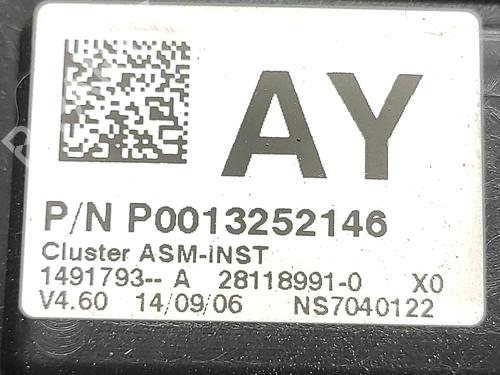 AY
P/N P0013252146
Cluster ASM-INST
1491793-- A 28118991-0 X0
V4.60 14/09/06 NS7040122